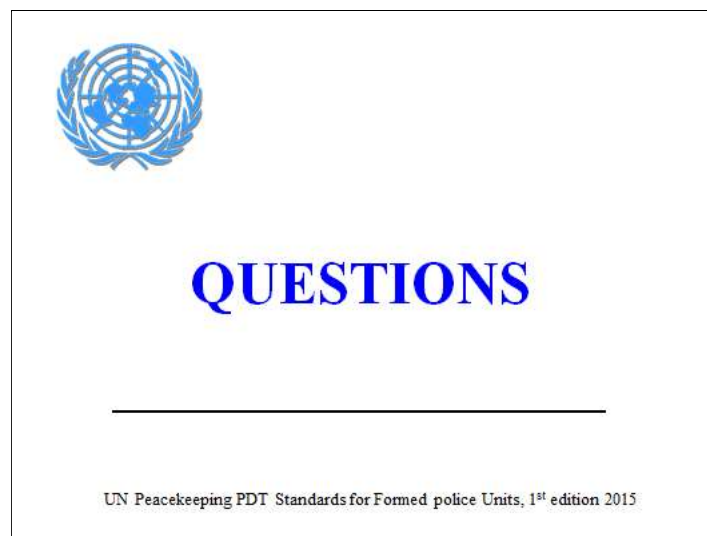 QUESTIONS
UN Peacekeeping PDT Standards for Formed police Units, 1st edition 2015